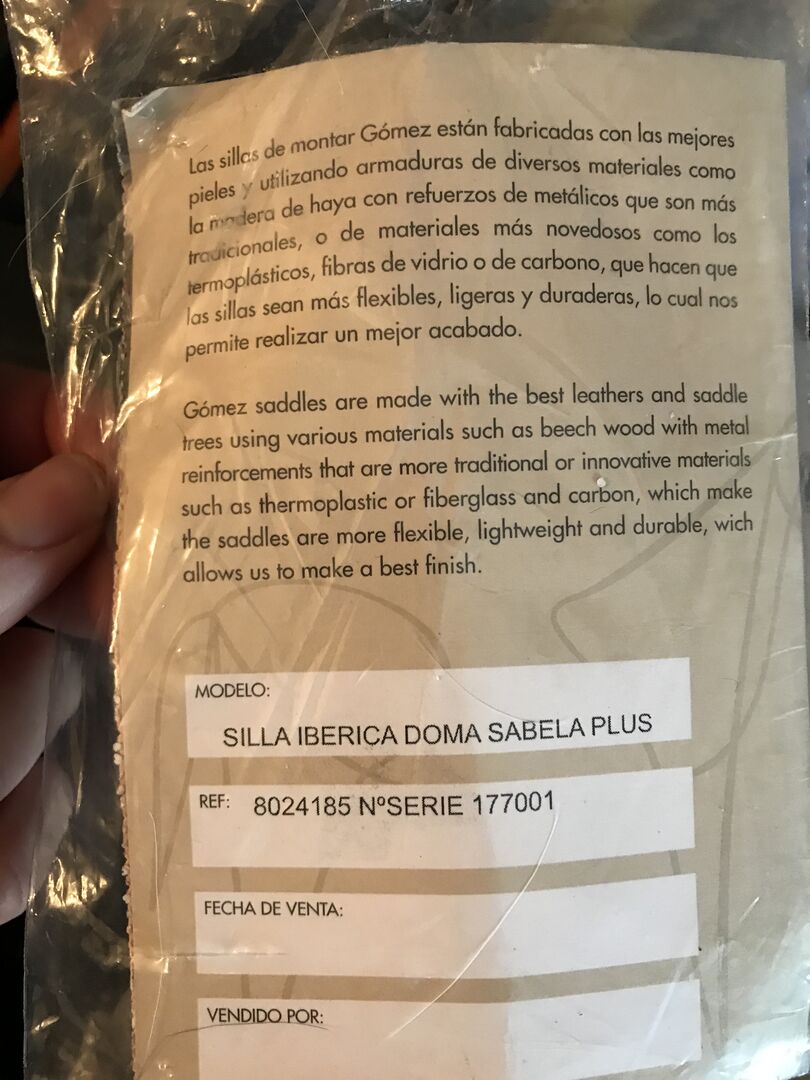 Las sillas de montar Gómez están fabricadas con las mejores
pieles y utilizando armaduras de diversos materiales como
la madera de haya con refuerzos de metálicos que son más
tradicionales, o de materiales más novedosos como los
termoplásticos, fibras de vidrio o de carbono, que hacen que
las sillas sean más flexibles, ligeras y duraderas, lo cual nos
permite realizar un mejor acabado.
Gómez saddles are made with the best leathers and saddle
trees using various materials such as beech wood with metal
reinforcements that are more traditional or innovative materials
such as thermoplastic or fiberglass and carbon, which make
the saddles are more flexible, lightweight and durable, wich
allows us to make a best finish.
MODELO:
SILLA IBERICA DOMA SABELA PLUS
REF: 8024185 NºSERIE 177001
FECHA DE VENTA:
VENDIDO POR: